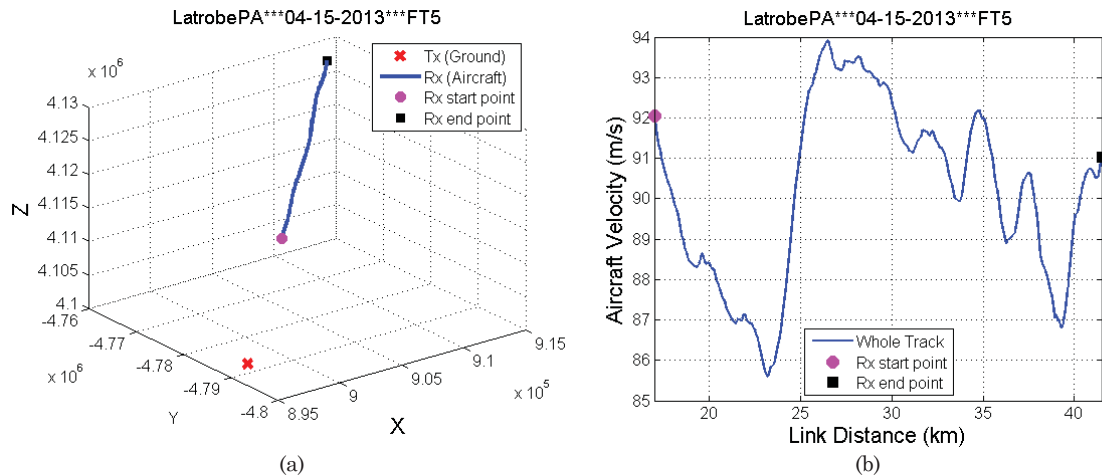 LatrobePA***04-15-2013***FT5
x 10^6
Tx (Ground)
Rx (Aircraft)
Rx start point
Rx end point
4.13
4.125
4.12
4.115
4.11
4.105
4.1
Z
-4.76
-4.77
-4.78
-4.79
-4.8
x 10^6
Y
8.95
9
9.05
9.1
9.15
x 10^5
X
(a)
LatrobePA***04-15-2013***FT5
94
93
92
91
90
89
88
87
86
85
Aircraft Velocity (m/s)
Whole Track
Rx start point
Rx end point
20 25 30 35 40
Link Distance (km)
(b)